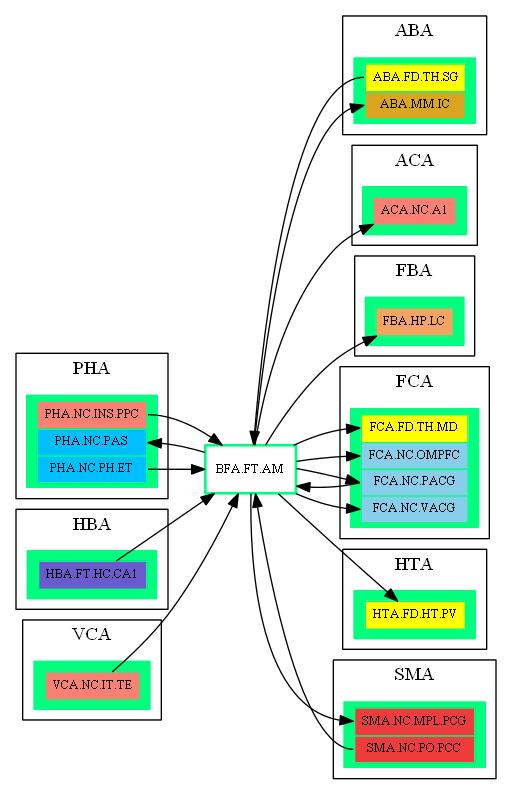 ABA
ABA.FD.TH.SG
ABA.MM.IC
ACA
ACA.NC.A1
FBA
FBA.HP.LC
PHA
PHA.NC.INS.PPC
PHA.NC.PAS
PHA.NC.PH.ET
BFA.FT.AM
FCA
FCA.FD.TH.MD
FCA.NC.OMPFC
FCA.NC.PACG
FCA.NC.VACG
HBA
HBA.FT.HC.CA1
HTA
HTA.FD.HT.PV
VCA
VCA.NC.IT.TE
SMA
SMA.NC.MPL.PCG
SMA.NC.PO.PCC